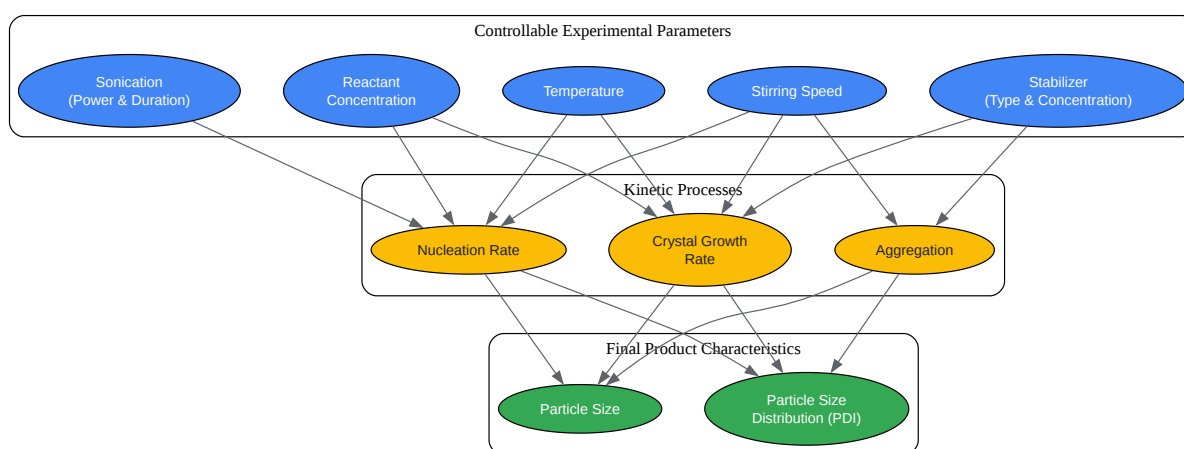 Controllable Experimental Parameters
Sonication
(Power & Duration)
Reactant
Concentration
Temperature
Stirring Speed
Stabilizer
(Type & Concentration)
Kinetic Processes
Nucleation Rate
Crystal Growth
Rate
Aggregation
Final Product Characteristics
Particle Size
Particle Size
Distribution (PDI)